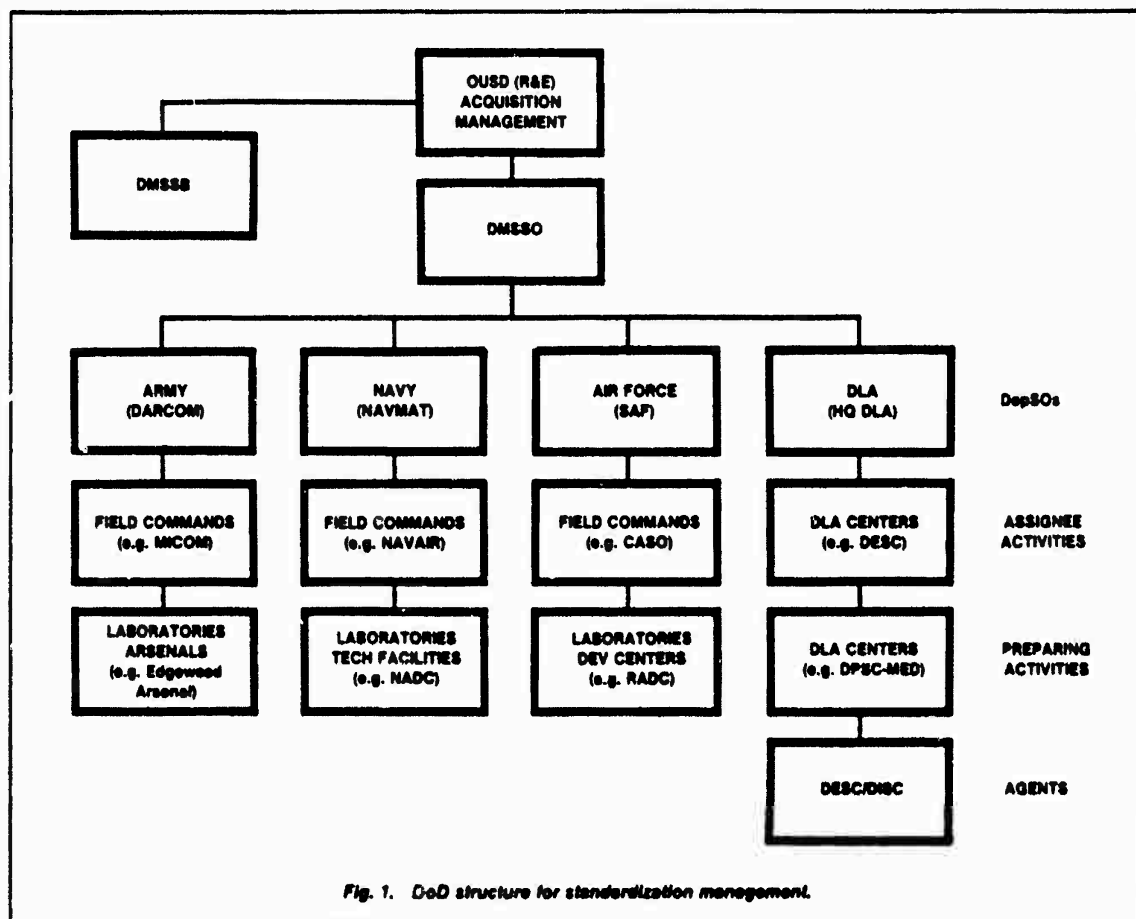 OUSD (R&E)
ACQUISITION
MANAGEMENT
DMSSB
DMSSO
ARMY
(DARCOM)
NAVY
(NAVMAT)
AIR FORCE
(SAF)
DLA
(HQ DLA)
DepSOs
FIELD COMMANDS
(e.g. MICOM)
FIELD COMMANDS
(e.g. NAVAIR)
FIELD COMMANDS
(e.g. CASO)
DLA CENTERS
(e.g. DESC)
ASSIGNEE
ACTIVITIES
LABORATORIES
ARSENALS
(e.g. Edgewood
Arsenal)
LABORATORIES
TECH FACILITIES
(e.g. NADC)
LABORATORIES
DEV CENTERS
(e.g. RADC)
DLA CENTERS
(e.g. DPSC-MED)
PREPARING
ACTIVITIES
DESC/DISC
AGENTS
Fig. 1. DoD structure for standardization management.